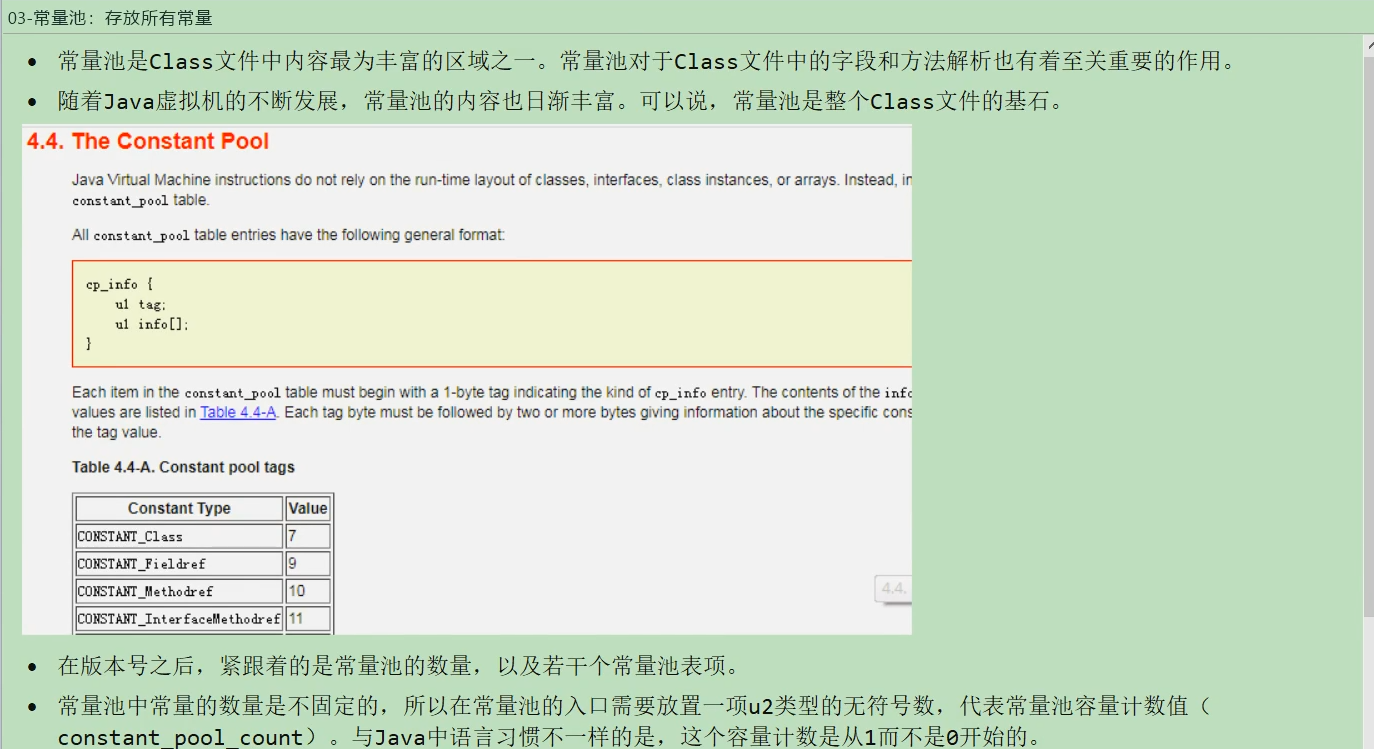 03-常量池：存放所有常量
• 常量池是Class文件中内容最为丰富的区域之一。常量池对于Class文件中的字段和方法解析也有着至关重要的作用。
• 随着Java虚拟机的不断发展，常量池的内容也日渐丰富。可以说，常量池是整个Class文件的基石。
4.4. The Constant Pool
Java Virtual Machine instructions do not rely on the run-time layout of classes, interfaces, class instances, or arrays. Instead, in
constant_pool table.
All constant_pool table entries have the following general format:
cp_info {
u1 tag;
u1 info[];
}
Each item in the constant_pool table must begin with a 1-byte tag indicating the kind of cp_info entry. The contents of the info
values are listed in Table 4.4-A. Each tag byte must be followed by two or more bytes giving information about the specific cons
the tag value.
Table 4.4-A. Constant pool tags
Constant Type Value
CONSTANT_Class 7
CONSTANT_Fieldref 9
CONSTANT_Methodref 10
4.4.
CONSTANT_InterfaceMethodref 11
• 在版本号之后，紧跟着的是常量池的数量，以及若干个常量池表项。
• 常量池中常量的数量是不固定的，所以在常量池的入口需要放置一项u2类型的无符号数，代表常量池容量计数值（
constant_pool_count）。与Java中语言习惯不一样的是，这个容量计数是从1而不是0开始的。